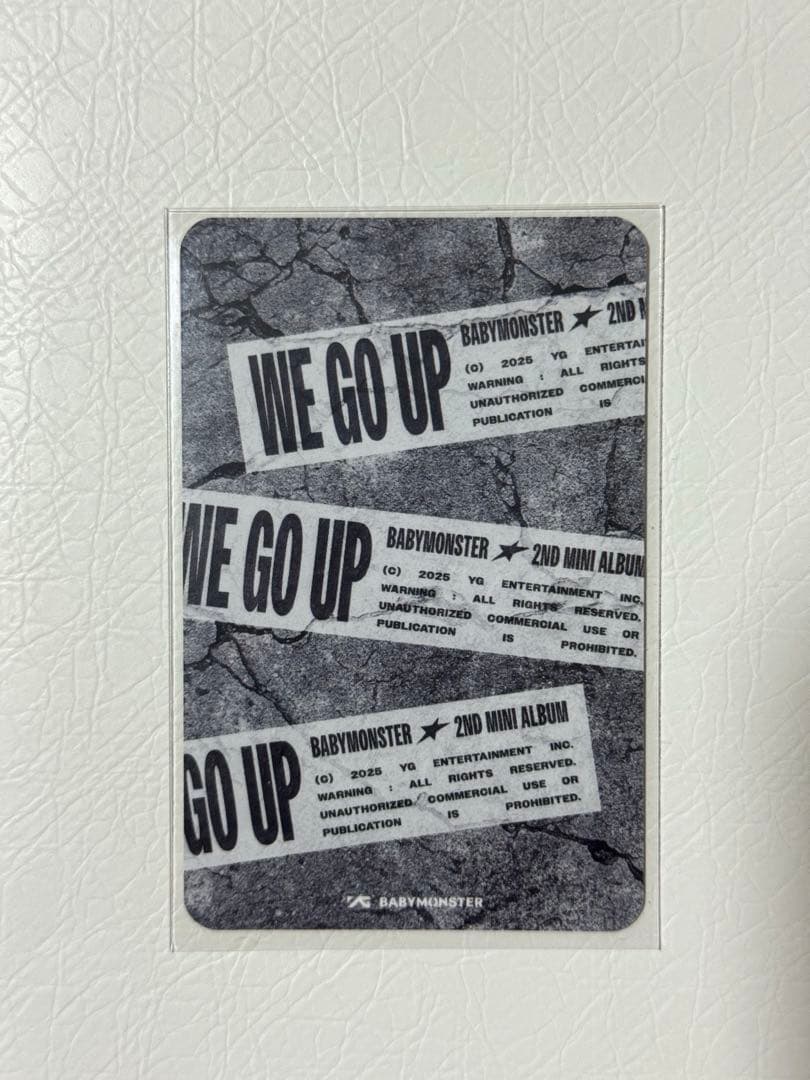 WE GO UP
BABYMONSTER ★ 2ND
(C) 2025 YG
WARNING : ALL RIGHTS
UNAUTHORIZED
PUBLICATION IS
WE GO UP
BABYMONSTER ★ 2ND MINI ALBUM
(C) 2025 YG ENTERTAINMENT INC.
WARNING : ALL RIGHTS RESERVED.
UNAUTHORIZED COMMERCIAL USE OR
PUBLICATION IS PROHIBITED.
GO UP
BABYMONSTER ★ 2ND MINI ALBUM
(C) 2025 YG ENTERTAINMENT INC.
WARNING : ALL RIGHTS RESERVED.
UNAUTHORIZED COMMERCIAL USE OR
PUBLICATION IS PROHIBITED.
YG BABYMONSTER